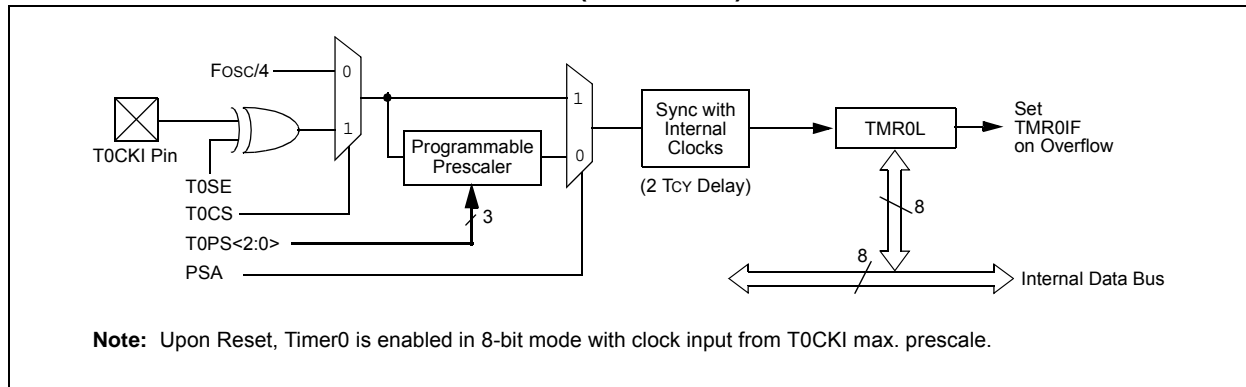 FOSC/4
0
1
T0CKI Pin
T0SE
T0CS
T0PS<2:0>
PSA
Programmable
Prescaler
3
1
0
Sync with
Internal
Clocks
(2 TCY Delay)
TMR0L
Set
TMR0IF
on Overflow
8
8
Internal Data Bus
Note: Upon Reset, Timer0 is enabled in 8-bit mode with clock input from T0CKI max. prescale.